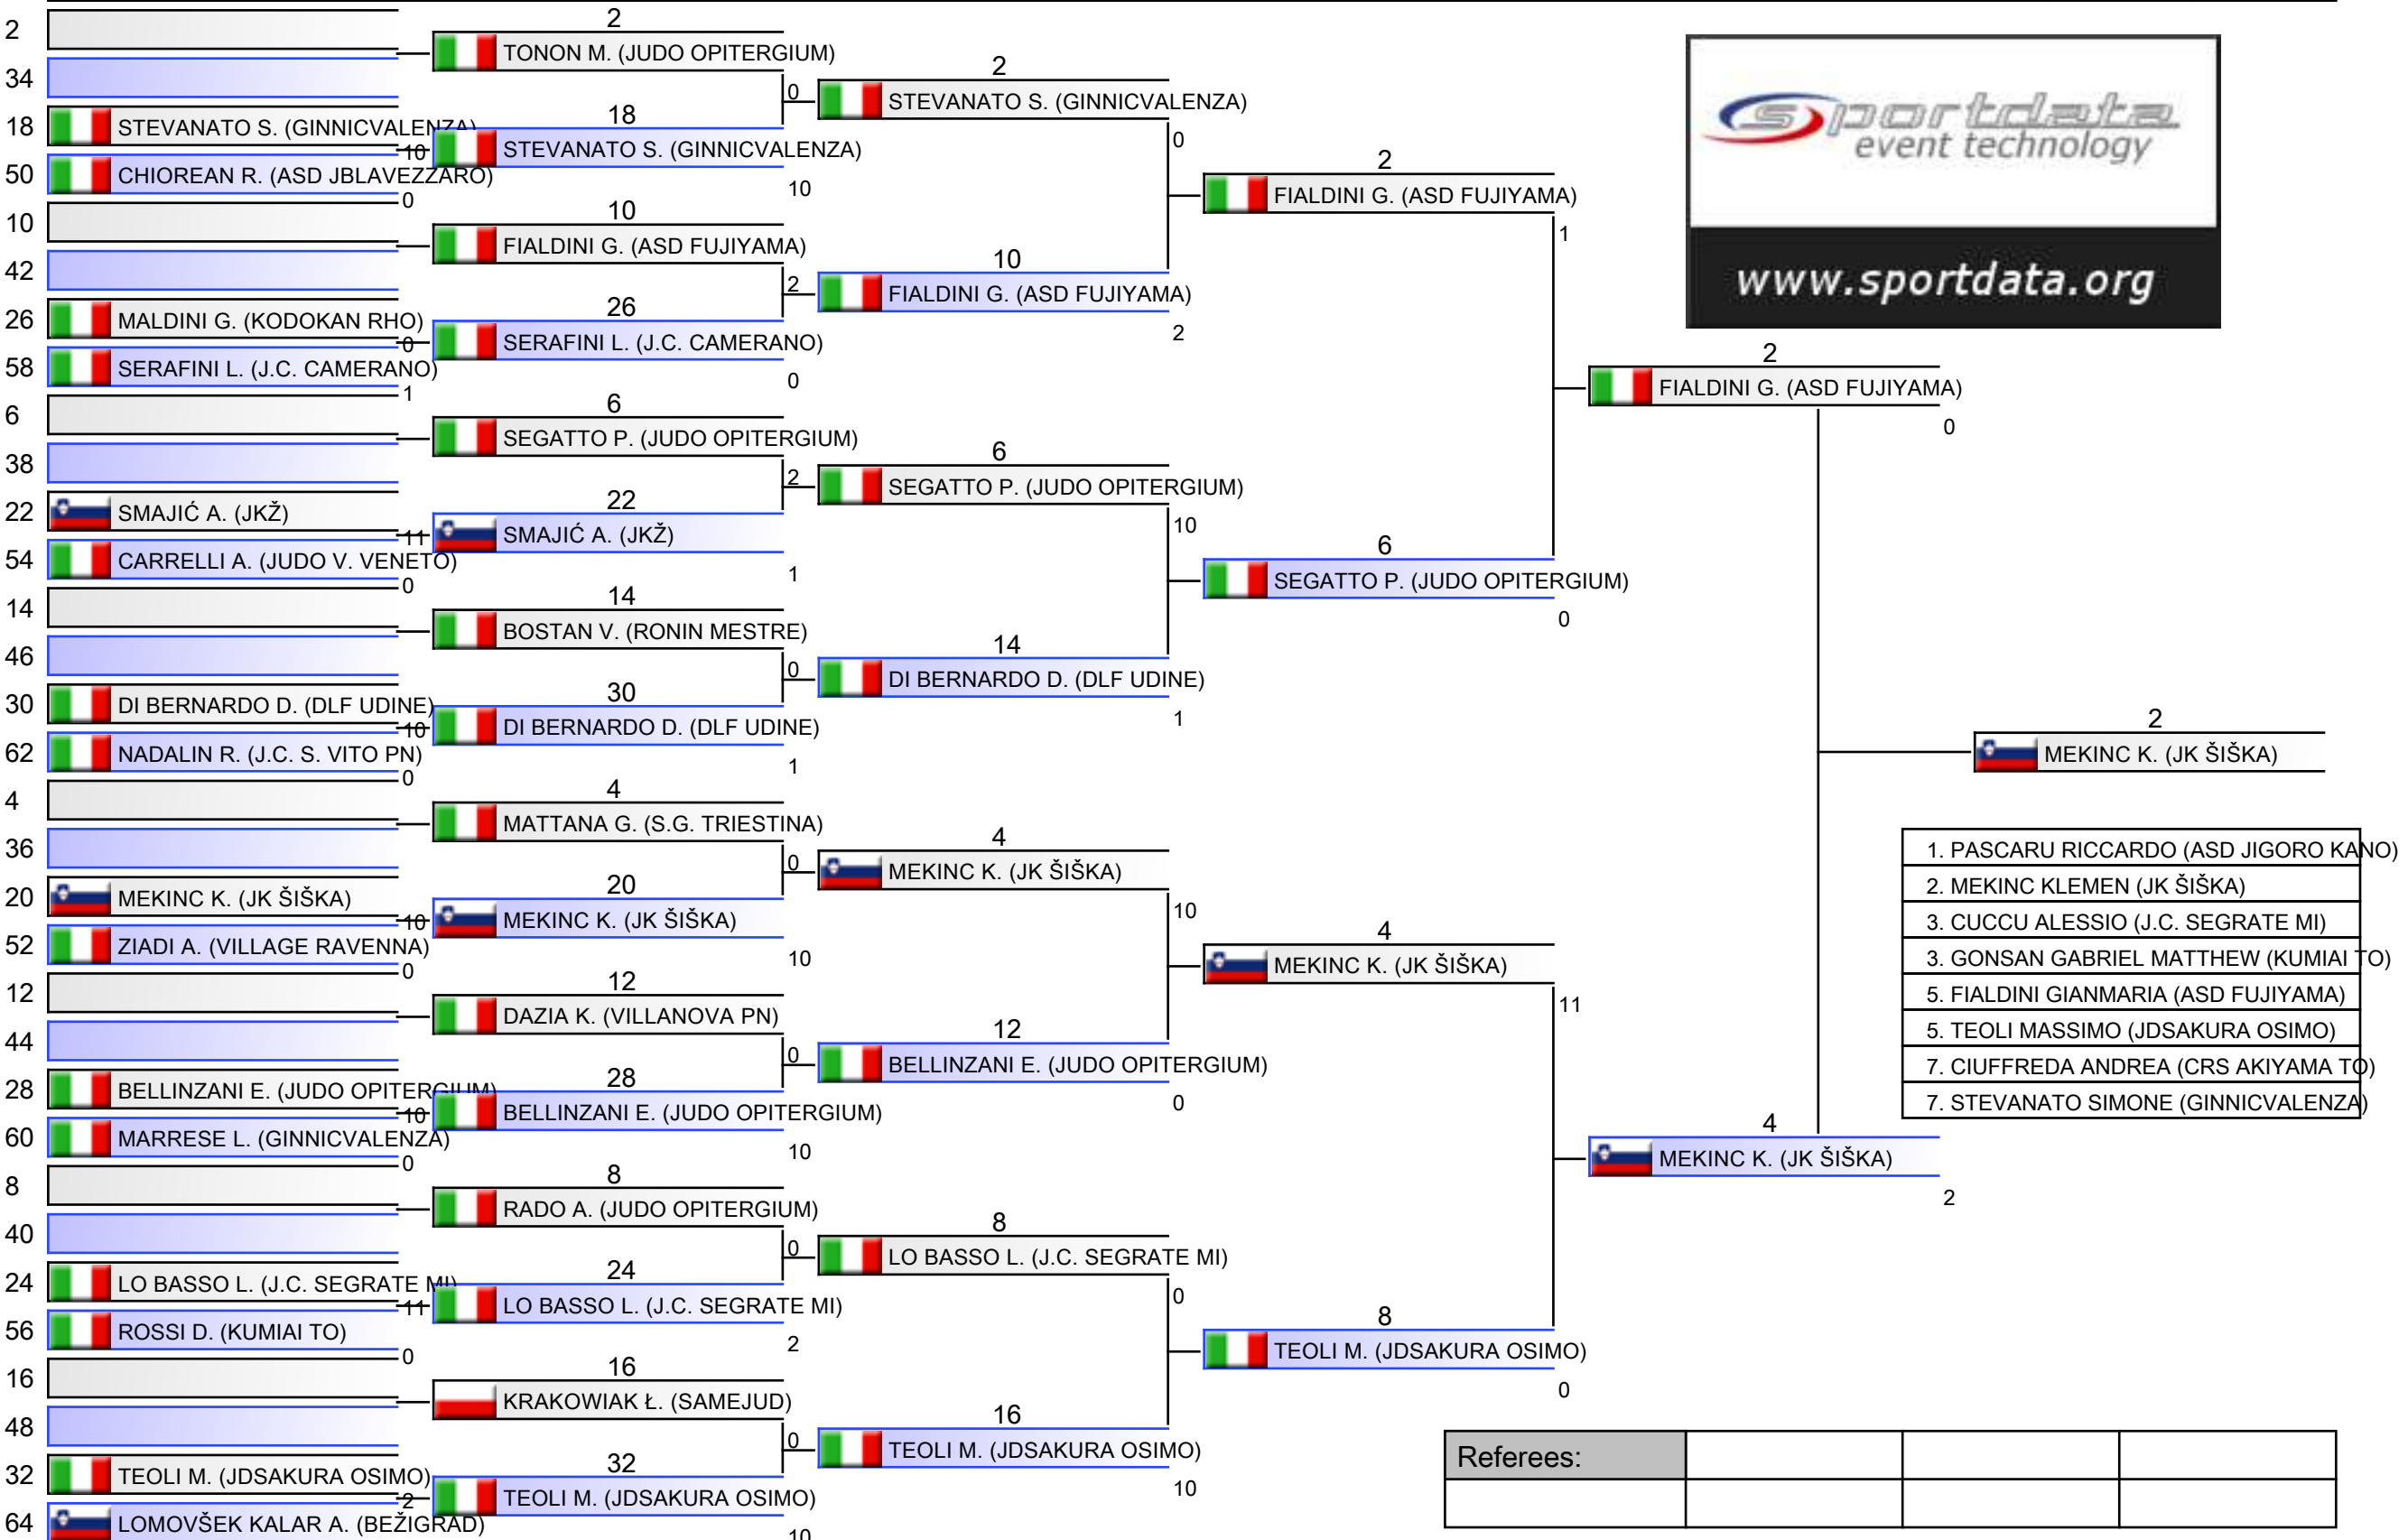 2
34
18 STEVANATO S. (GINNICVALENZA) 10
50 CHIOREAN R. (ASD JBLAVEZZARO) 0
10
42
26 MALDINI G. (KODOKAN RHO) 0
58 SERAFINI L. (J.C. CAMERANO) 1
6
38
22 SMAJIĆ A. (JKŽ) 11
54 CARRELLI A. (JUDO V. VENETO) 0
14
46
30 DI BERNARDO D. (DLF UDINE) 10
62 NADALIN R. (J.C. S. VITO PN) 0
4
36
20 MEKINC K. (JK ŠIŠKA) 10
52 ZIADI A. (VILLAGE RAVENNA) 0
12
44
28 BELLINZANI E. (JUDO OPITERGIUM) 10
60 MARRESE L. (GINNICVALENZA) 0
8
40
24 LO BASSO L. (J.C. SEGRATE MI) 11
56 ROSSI D. (KUMIAI TO) 0
16
48
32 TEOLI M. (JDSAKURA OSIMO) 2
64 LOMOVŠEK KALAR A. (BEŽIGRAD)
2
TONON M. (JUDO OPITERGIUM)
0
18
STEVANATO S. (GINNICVALENZA)
10
10
FIALDINI G. (ASD FUJIYAMA)
2
26
SERAFINI L. (J.C. CAMERANO)
0
6
SEGATTO P. (JUDO OPITERGIUM)
2
22
SMAJIĆ A. (JKŽ)
1
14
BOSTAN V. (RONIN MESTRE)
0
30
DI BERNARDO D. (DLF UDINE)
1
4
MATTANA G. (S.G. TRIESTINA)
0
20
MEKINC K. (JK ŠIŠKA)
10
12
DAZIA K. (VILLANOVA PN)
0
28
BELLINZANI E. (JUDO OPITERGIUM)
10
8
RADO A. (JUDO OPITERGIUM)
0
24
LO BASSO L. (J.C. SEGRATE MI)
2
16
KRAKOWIAK Ł. (SAMEJUD)
0
32
TEOLI M. (JDSAKURA OSIMO)
10
2
STEVANATO S. (GINNICVALENZA)
0
10
FIALDINI G. (ASD FUJIYAMA)
2
6
SEGATTO P. (JUDO OPITERGIUM)
10
14
DI BERNARDO D. (DLF UDINE)
1
4
MEKINC K. (JK ŠIŠKA)
10
12
BELLINZANI E. (JUDO OPITERGIUM)
0
8
LO BASSO L. (J.C. SEGRATE MI)
0
16
TEOLI M. (JDSAKURA OSIMO)
10
2
FIALDINI G. (ASD FUJIYAMA)
1
6
SEGATTO P. (JUDO OPITERGIUM)
0
4
MEKINC K. (JK ŠIŠKA)
11
8
TEOLI M. (JDSAKURA OSIMO)
0
2
FIALDINI G. (ASD FUJIYAMA)
0
4
MEKINC K. (JK ŠIŠKA)
2
2
MEKINC K. (JK ŠIŠKA)
sportdata
event technology
www.sportdata.org
1. PASCARU RICCARDO (ASD JIGORO KANO)
2. MEKINC KLEMEN (JK ŠIŠKA)
3. CUCCU ALESSIO (J.C. SEGRATE MI)
3. GONSAN GABRIEL MATTHEW (KUMIAI TO)
5. FIALDINI GIANMARIA (ASD FUJIYAMA)
5. TEOLI MASSIMO (JDSAKURA OSIMO)
7. CIUFFREDA ANDREA (CRS AKIYAMA TO)
7. STEVANATO SIMONE (GINNICVALENZA)
Referees: